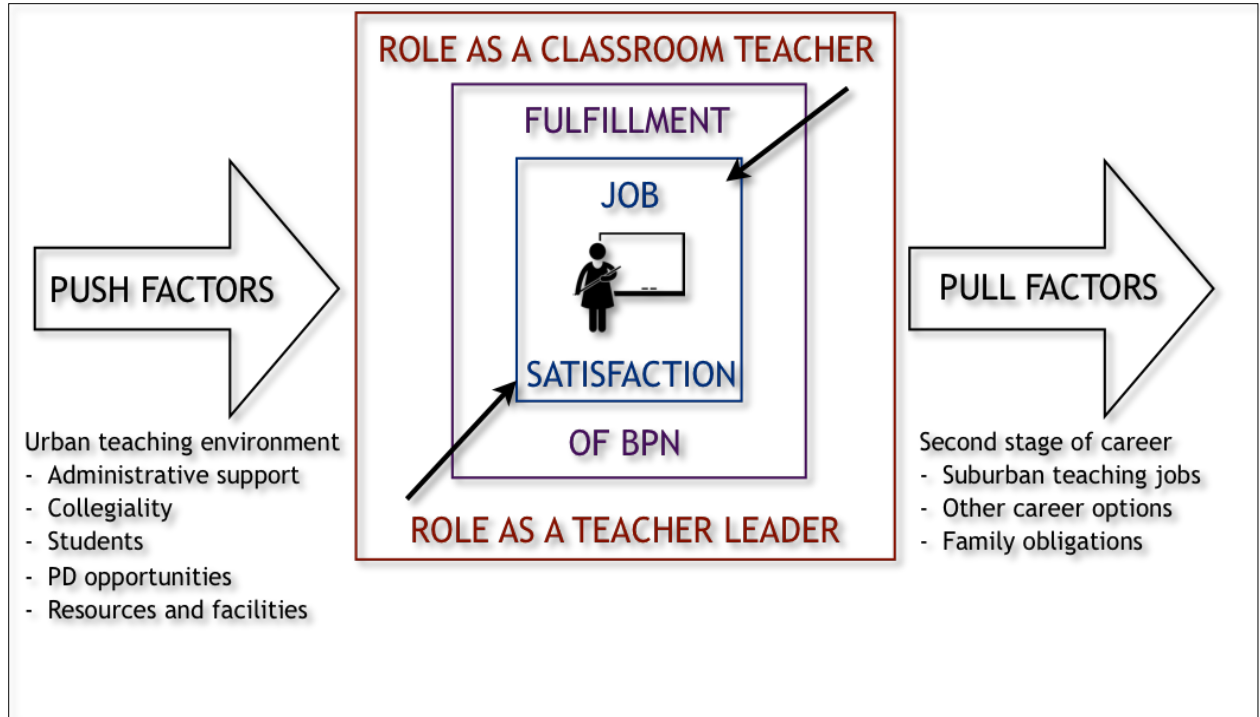 ROLE AS A CLASSROOM TEACHER
FULFILLMENT
JOB
SATISFACTION
OF BPN
ROLE AS A TEACHER LEADER
PUSH FACTORS
Urban teaching environment
- Administrative support
- Collegiality
- Students
- PD opportunities
- Resources and facilities
PULL FACTORS
Second stage of career
- Suburban teaching jobs
- Other career options
- Family obligations